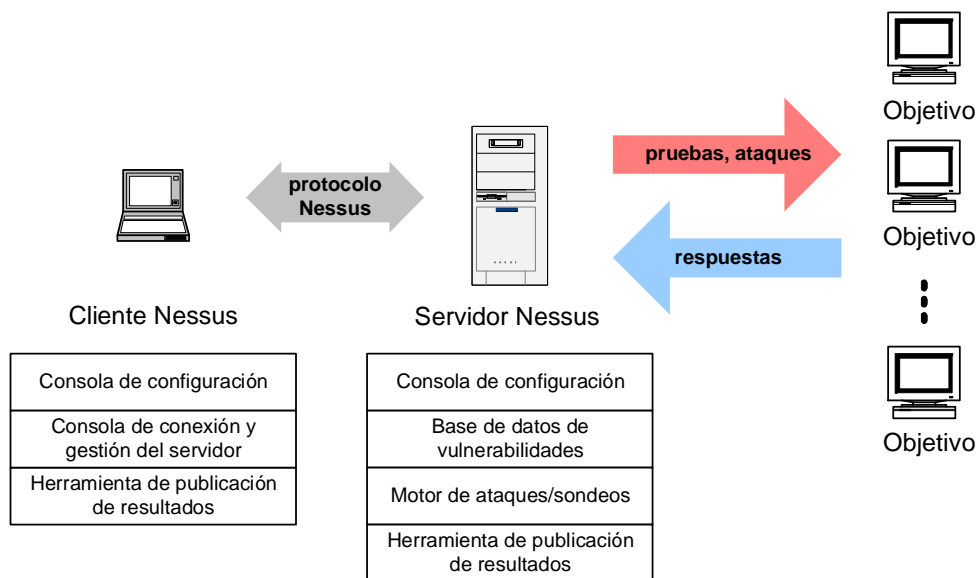 Objetivo
pruebas, ataques
protocolo
Nessus
Objetivo
respuestas
Cliente Nessus
Servidor Nessus
Consola de configuración
Consola de conexión y
gestión del servidor
Herramienta de publicación
de resultados
Consola de configuración
Base de datos de
vulnerabilidades
Motor de ataques/sondeos
Herramienta de publicación
de resultados
Objetivo